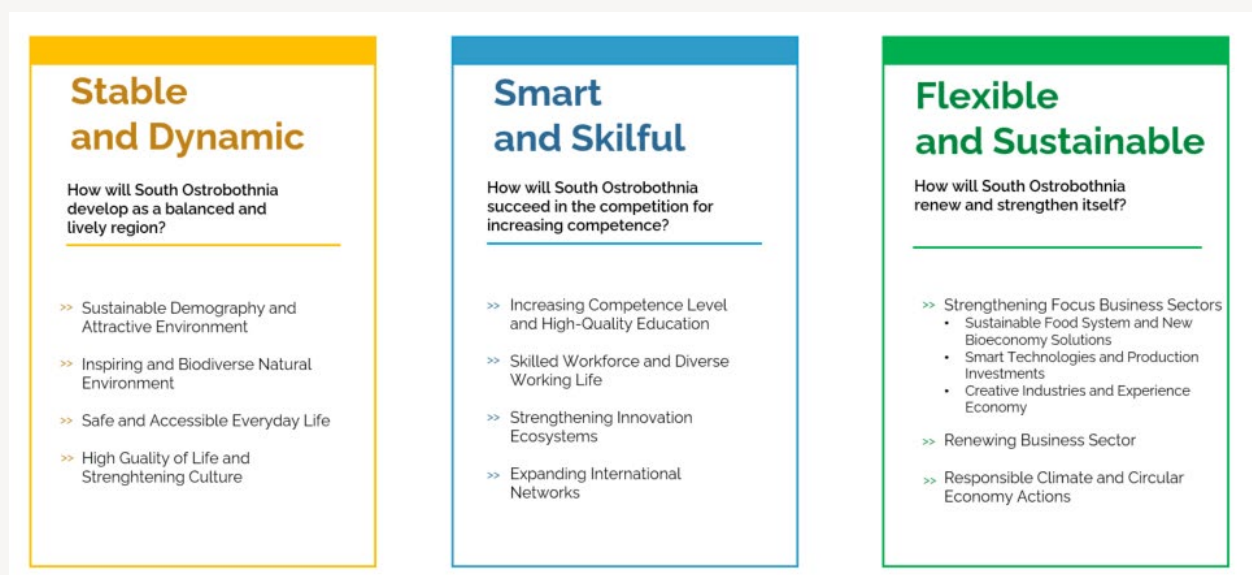 Stable
and Dynamic
How will South Ostrobothnia
develop as a balanced and
lively region?
>> Sustainable Demography and
Attractive Environment
>> Inspiring and Biodiverse Natural
Environment
>> Safe and Accessible Everyday Life
>> High Guality of Life and
Strenghtening Culture
Smart
and Skilful
How will South Ostrobothnia
succeed in the competition for
increasing competence?
>> Increasing Competence Level
and High-Quality Education
>> Skilled Workforce and Diverse
Working Life
>> Strengthening Innovation
Ecosystems
>> Expanding International
Networks
Flexible
and Sustainable
How will South Ostrobothnia
renew and strengthen itself?
>> Strengthening Focus Business Sectors
• Sustainable Food System and New
Bioeconomy Solutions
• Smart Technologies and Production
Investments
• Creative Industries and Experience
Economy
>> Renewing Business Sector
>> Responsible Climate and Circular
Economy Actions